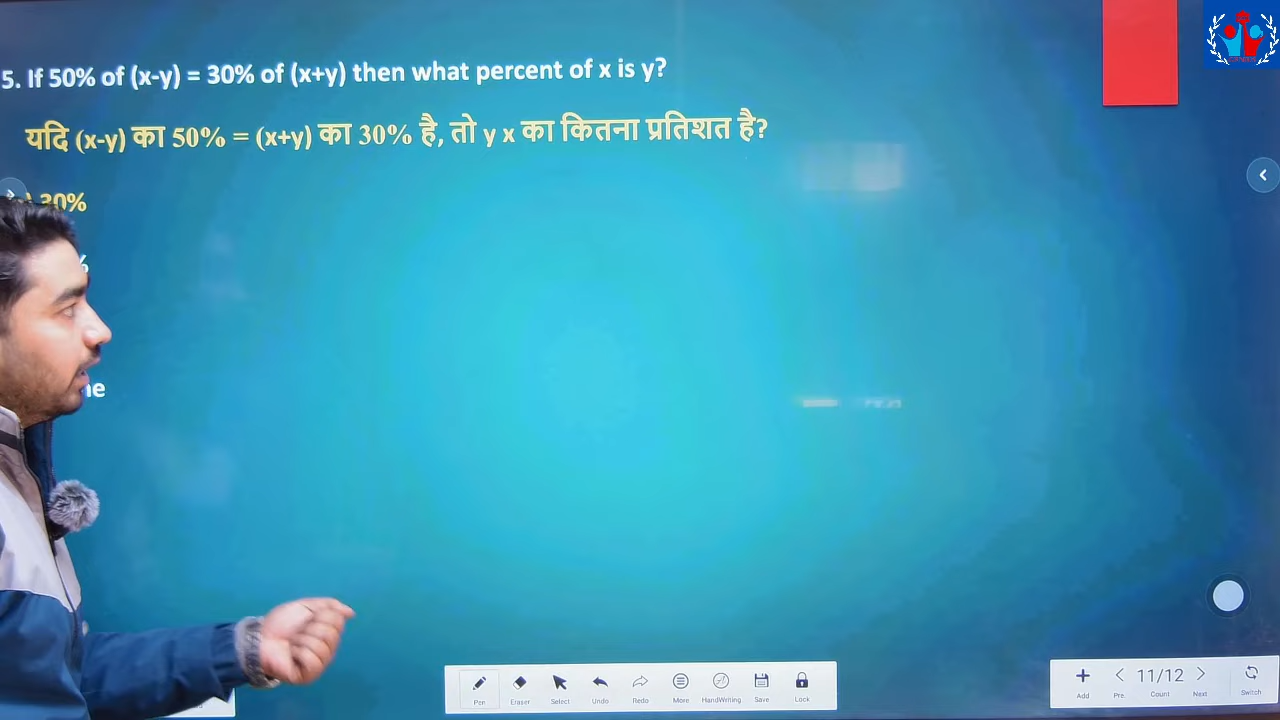 5. If 50% of (x-y) = 30% of (x+y) then what percent of x is y?
यदि (x-y) का 50% = (x+y) का 30% है, तो y x का कितना प्रतिशत है?
30%
Pen
Eraser
Select
Undo
Redo
More
HandWriting
Save
Lock
Add
Pre.
11/12
Count
Next
Switch